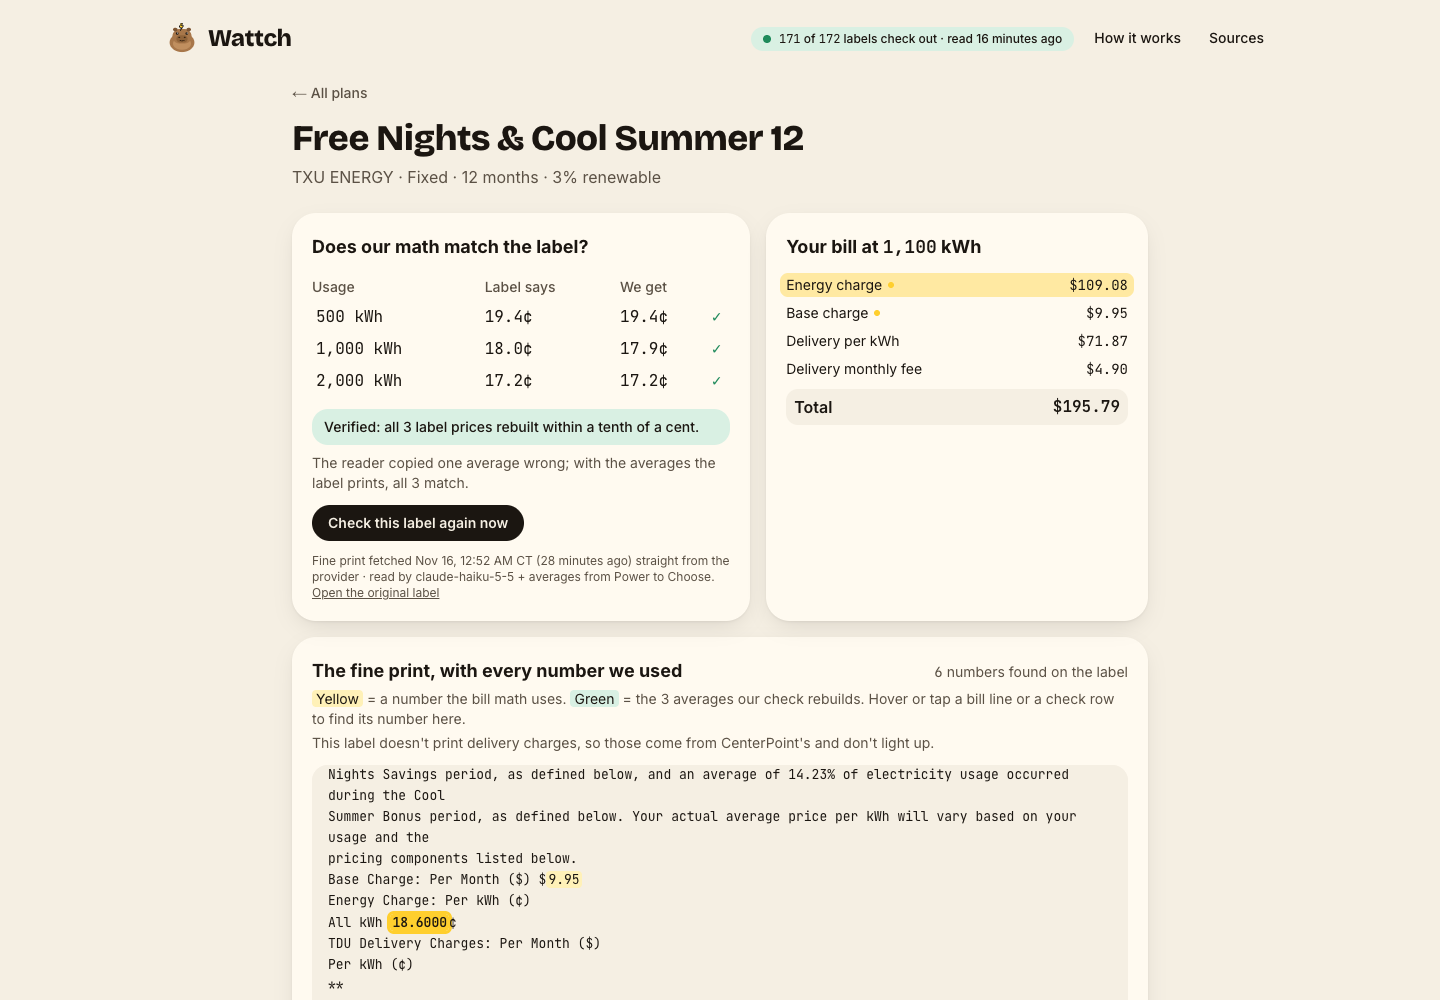 Wattch
171 of 172 labels check out · read 16 minutes ago
How it works
Sources
← All plans
Free Nights & Cool Summer 12
TXU ENERGY · Fixed · 12 months · 3% renewable
Does our math match the label?
Usage Label says We get
500 kWh 19.4¢ 19.4¢ ✓
1,000 kWh 18.0¢ 17.9¢ ✓
2,000 kWh 17.2¢ 17.2¢ ✓
Verified: all 3 label prices rebuilt within a tenth of a cent.
The reader copied one average wrong; with the averages the
label prints, all 3 match.
Check this label again now
Fine print fetched Nov 16, 12:52 AM CT (28 minutes ago) straight from the
provider · read by claude-haiku-5-5 + averages from Power to Choose.
Open the original label
Your bill at 1,100 kWh
Energy charge $109.08
Base charge $9.95
Delivery per kWh $71.87
Delivery monthly fee $4.90
Total $195.79
The fine print, with every number we used
6 numbers found on the label
Yellow = a number the bill math uses. Green = the 3 averages our check rebuilds. Hover or tap a bill line or a check row
to find its number here.
This label doesn't print delivery charges, so those come from CenterPoint's and don't light up.
Nights Savings period, as defined below, and an average of 14.23% of electricity usage occurred
during the Cool
Summer Bonus period, as defined below. Your actual average price per kWh will vary based on your
usage and the
pricing components listed below.
Base Charge: Per Month ($) $9.95
Energy Charge: Per kWh (¢)
All kWh 18.6000¢
TDU Delivery Charges: Per Month ($)
Per kWh (¢)
**